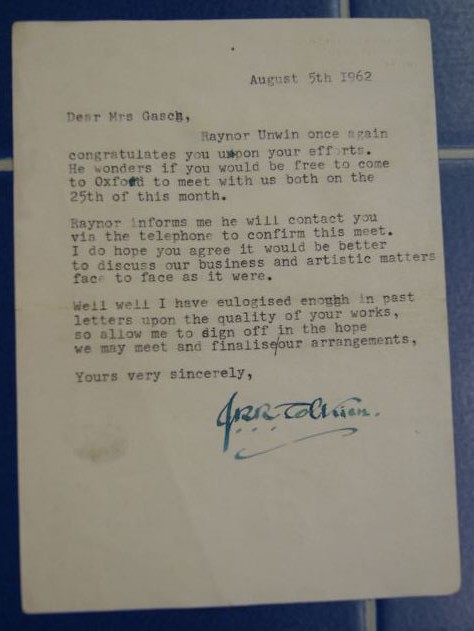 August 5th 1962
Dear Mrs Gasch,
Raynor Unwin once again
congratulates you upon your efforts.
He wonders if you would be free to come
to Oxford to meet with us both on the
25th of this month.
Raynor informs me he will contact you
via the telephone to confirm this meet.
I do hope you agree it would be better
to discuss our business and artistic matters
face to face as it were.
Well well I have eulogised enough in past
letters upon the quality of your works,
so allow me to sign off in the hope
we may meet and finalise/our arrangements,
Yours very sincerely,
JRR Tolkien.